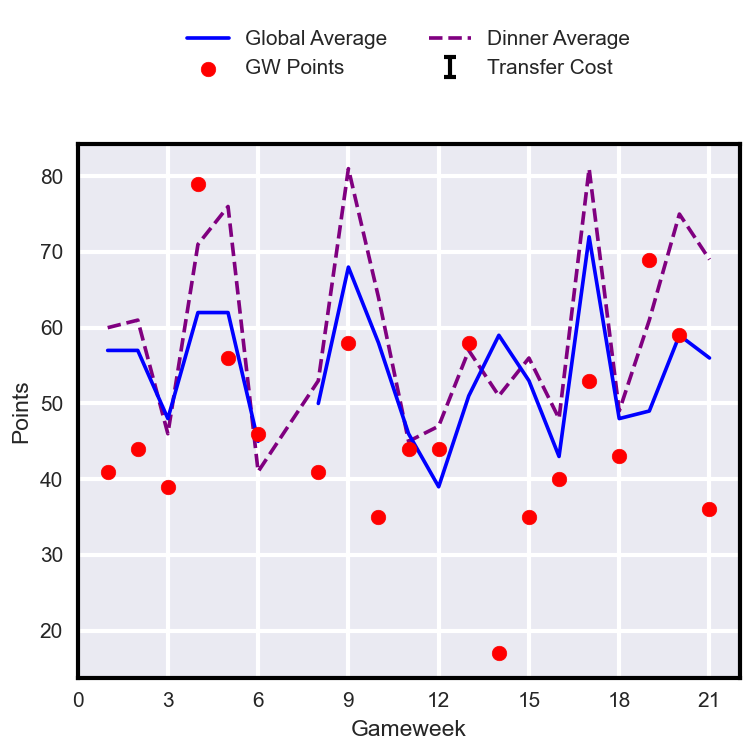 Global Average
Dinner Average
GW Points
Transfer Cost
80
70
60
50
40
30
20
Points
0 3 6 9 12 15 18 21
Gameweek